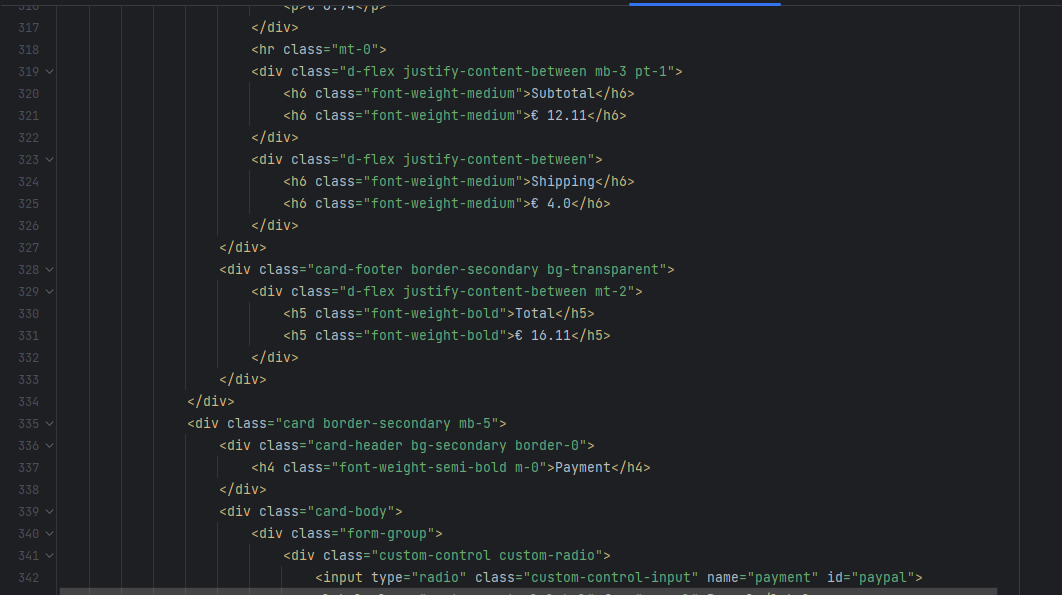 317 </div>
318 <hr class="mt-0">
319 <div class="d-flex justify-content-between mb-3 pt-1">
320 <h6 class="font-weight-medium">Subtotal</h6>
321 <h6 class="font-weight-medium">€ 12.11</h6>
322 </div>
323 <div class="d-flex justify-content-between">
324 <h6 class="font-weight-medium">Shipping</h6>
325 <h6 class="font-weight-medium">€ 4.0</h6>
326 </div>
327 </div>
328 <div class="card-footer border-secondary bg-transparent">
329 <div class="d-flex justify-content-between mt-2">
330 <h5 class="font-weight-bold">Total</h5>
331 <h5 class="font-weight-bold">€ 16.11</h5>
332 </div>
333 </div>
334 </div>
335 <div class="card border-secondary mb-5">
336 <div class="card-header bg-secondary border-0">
337 <h4 class="font-weight-semi-bold m-0">Payment</h4>
338 </div>
339 <div class="card-body">
340 <div class="form-group">
341 <div class="custom-control custom-radio">
342 <input type="radio" class="custom-control-input" name="payment" id="paypal">